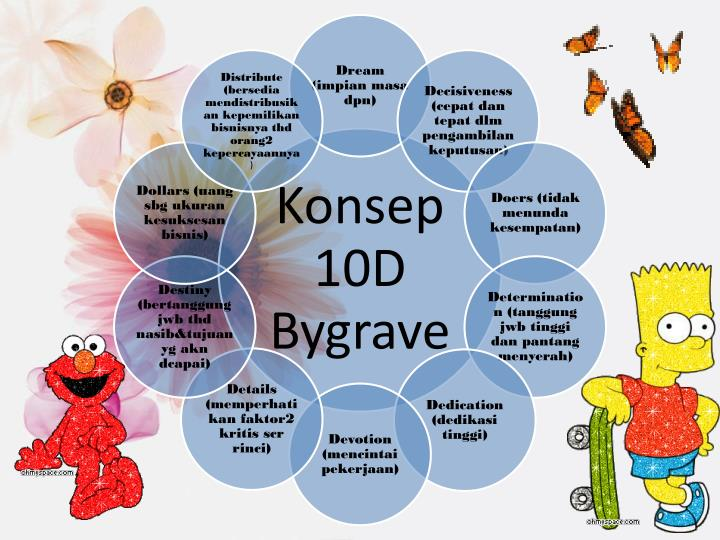 Konsep
10D
Bygrave
Dream
(impian masa
dpn)
Decisiveness
(cepat dan
tepat dlm
pengambilan
keputusan)
Doers (tidak
menunda
kesempatan)
Determinatio
n (tanggung
jwb tinggi
dan pantang
menyerah)
Dedication
(dedikasi
tinggi)
Devotion
(mencintai
pekerjaan)
Details
(memperhati
kan faktor2
kritis scr
rinci)
Destiny
(bertanggung
jwb thd
nasib&tujuan
yg akn
dcapai)
Dollars (uang
sbg ukuran
kesuksesan
bisnis)
Distribute
(bersedia
mendistribusik
an kepemilikan
bisnisnya thd
orang2
kepercayaannya
)
ohmyspace.com
ohmyspace.com